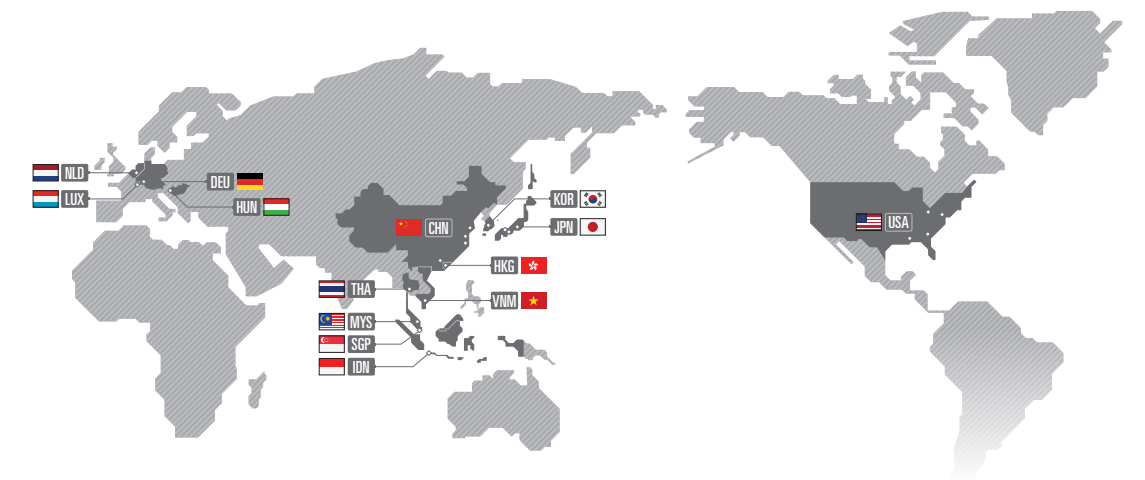 NLD
LUX
DEU
HUN
CHN
KOR
JPN
HKG
THA
VNM
MYS
SGP
IDN
USA